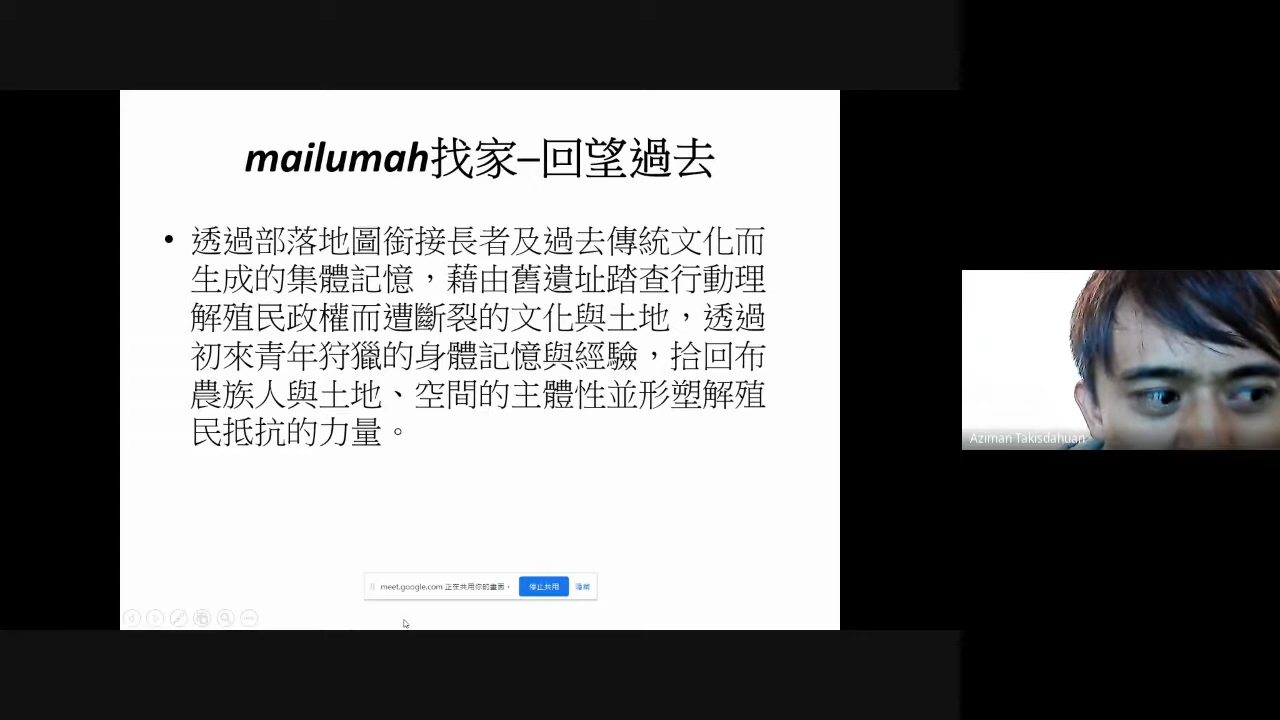 mailumah找家–回望過去
• 透過部落地圖銜接長者及過去傳統文化而
生成的集體記憶，藉由舊遺址踏查行動理
解殖民政權而遭斷裂的文化與土地，透過
初來青年狩獵的身體記憶與經驗，拾回布
農族人與土地、空間的主體性並形塑解殖
民抵抗的力量。
Aziman Takisdahuan
meet.google.com 正在共用你的畫面。 停止共用 隱藏